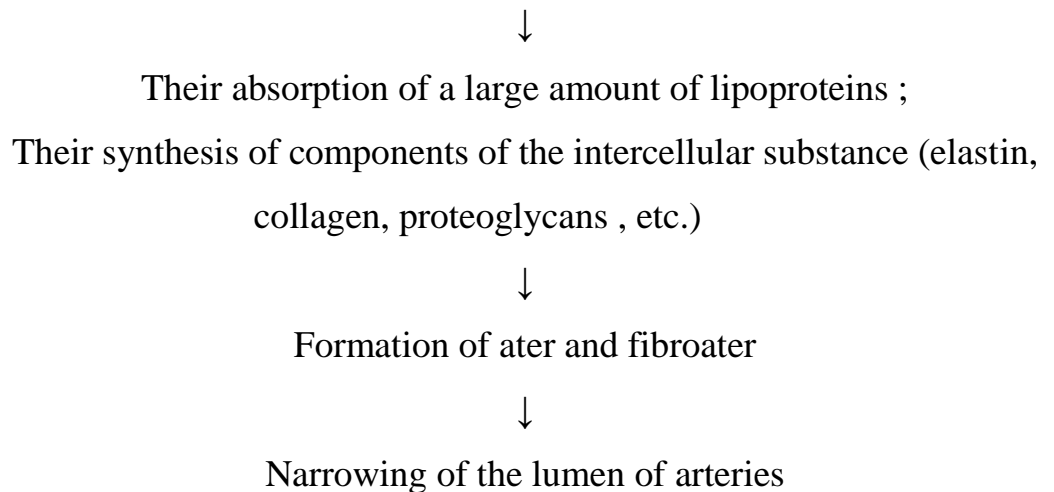 ↓
Their absorption of a large amount of lipoproteins ;
Their synthesis of components of the intercellular substance (elastin,
collagen, proteoglycans , etc.)
↓
Formation of ater and fibroater
↓
Narrowing of the lumen of arteries